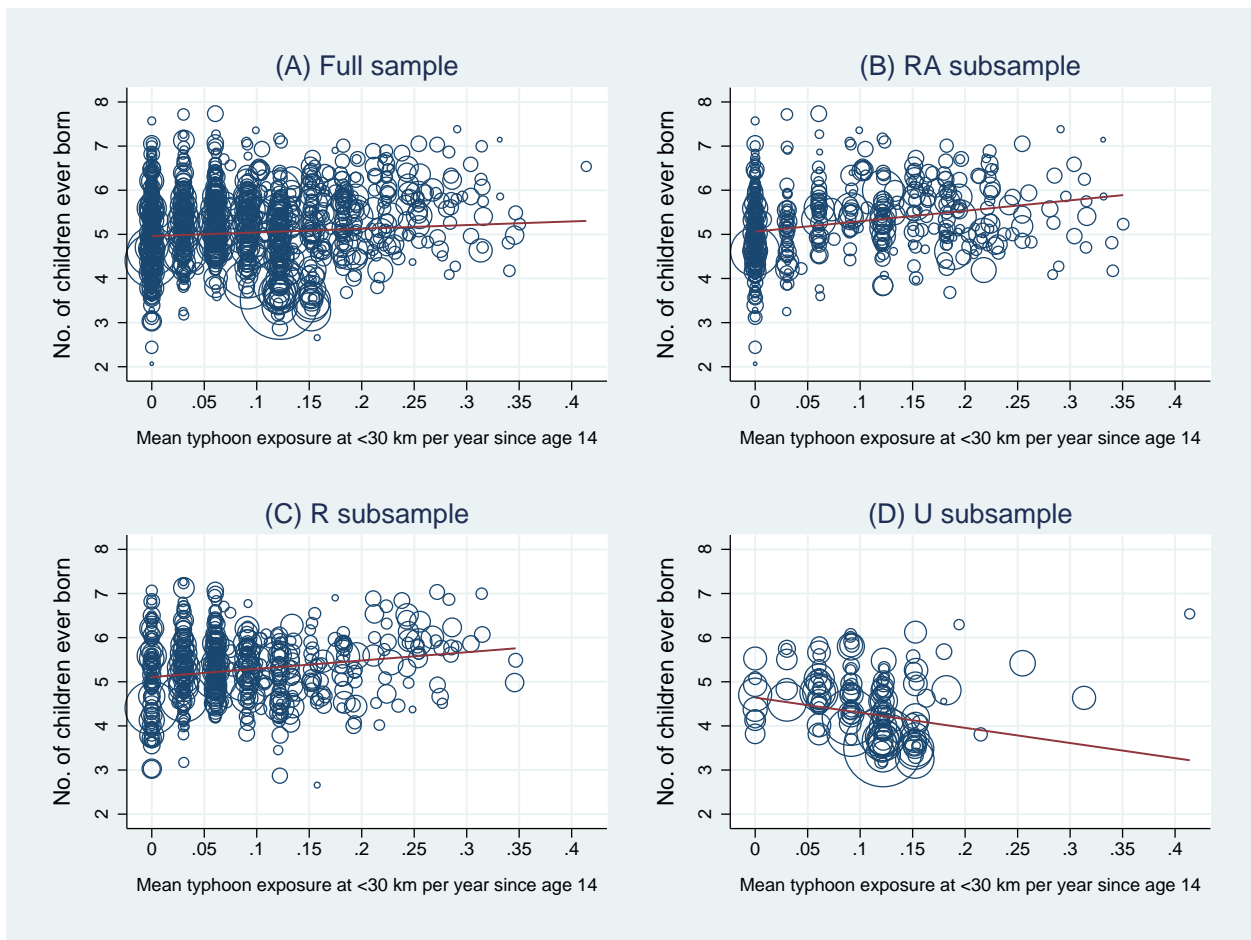 (A) Full sample
No. of children ever born
8
7
6
5
4
3
2
0 .05 .1 .15 .2 .25 .3 .35 .4
Mean typhoon exposure at <30 km per year since age 14
(B) RA subsample
No. of children ever born
8
7
6
5
4
3
2
0 .05 .1 .15 .2 .25 .3 .35 .4
Mean typhoon exposure at <30 km per year since age 14
(C) R subsample
No. of children ever born
8
7
6
5
4
3
2
0 .05 .1 .15 .2 .25 .3 .35 .4
Mean typhoon exposure at <30 km per year since age 14
(D) U subsample
No. of children ever born
8
7
6
5
4
3
2
0 .05 .1 .15 .2 .25 .3 .35 .4
Mean typhoon exposure at <30 km per year since age 14